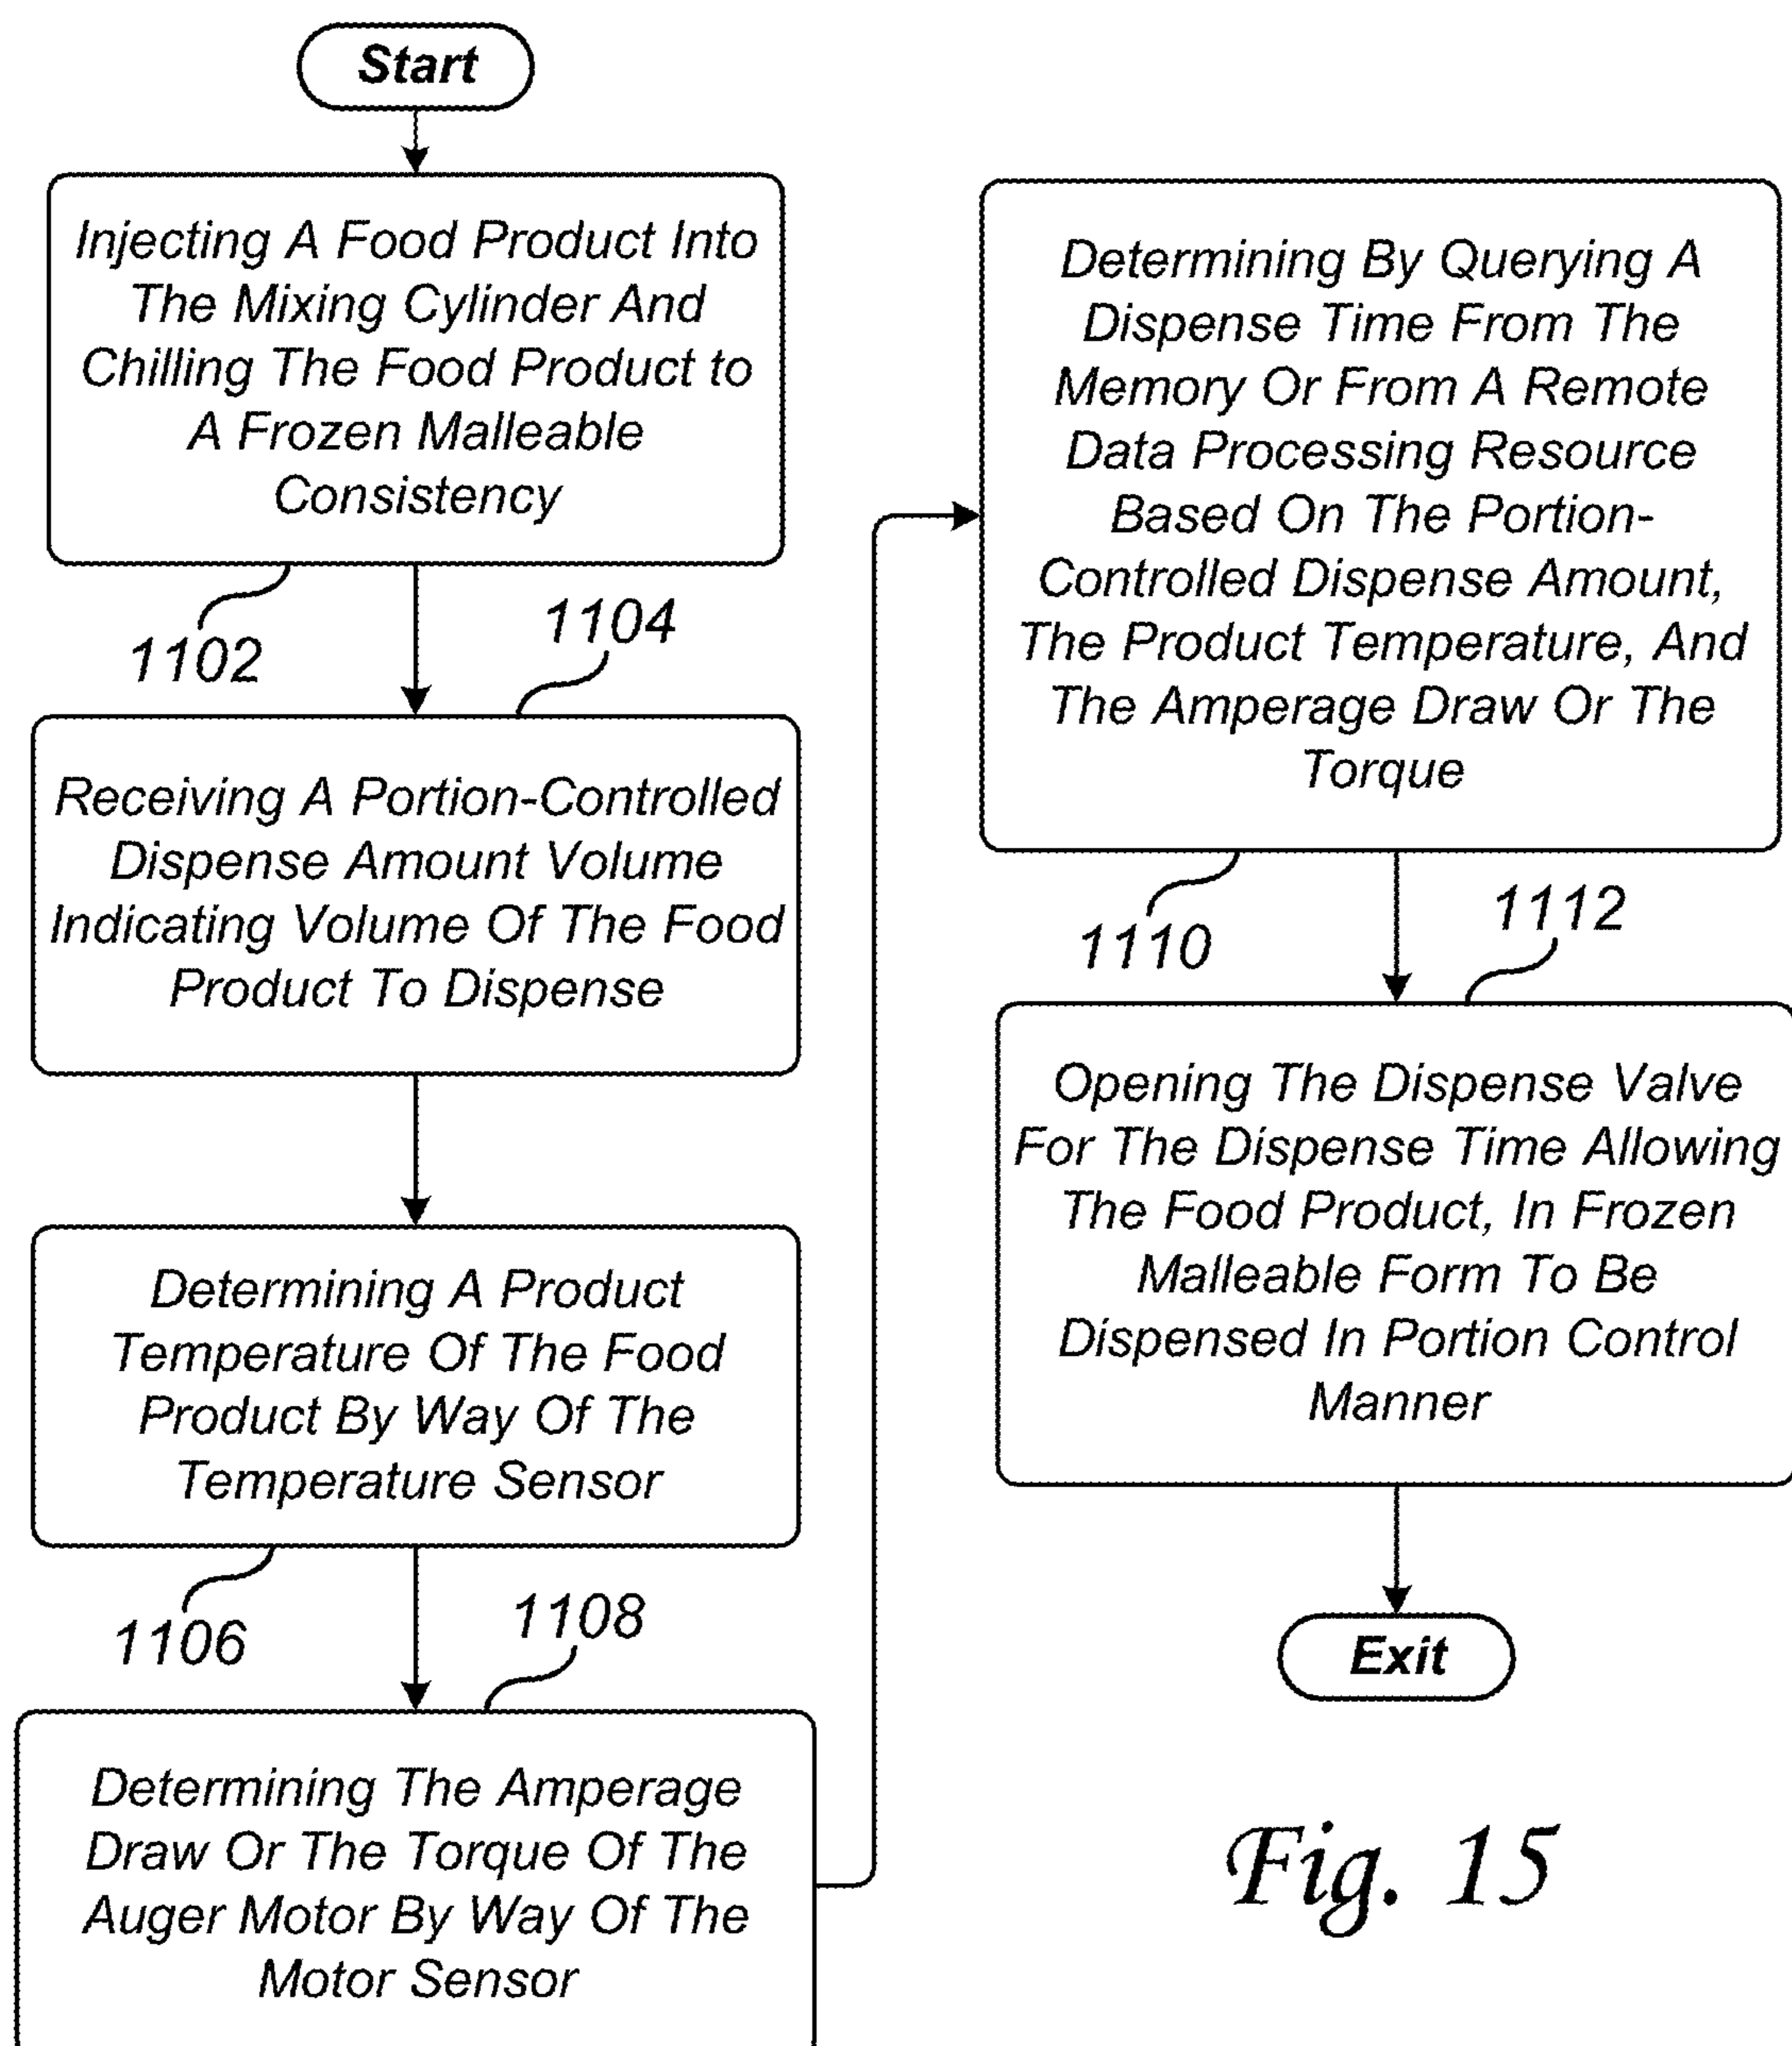 Start
Injecting A Food Product Into
The Mixing Cylinder And
Chilling The Food Product to
A Frozen Malleable
Consistency
1102
1104
Receiving A Portion-Controlled
Dispense Amount Volume
Indicating Volume Of The Food
Product To Dispense
Determining A Product
Temperature Of The Food
Product By Way Of The
Temperature Sensor
1106
1108
Determining The Amperage
Draw Or The Torque Of The
Auger Motor By Way Of The
Motor Sensor
Determining By Querying A
Dispense Time From The
Memory Or From A Remote
Data Processing Resource
Based On The Portion-
Controlled Dispense Amount,
The Product Temperature, And
The Amperage Draw Or The
Torque
1110
1112
Opening The Dispense Valve
For The Dispense Time Allowing
The Food Product, In Frozen
Malleable Form To Be
Dispensed In Portion Control
Manner
Exit
Fig. 15